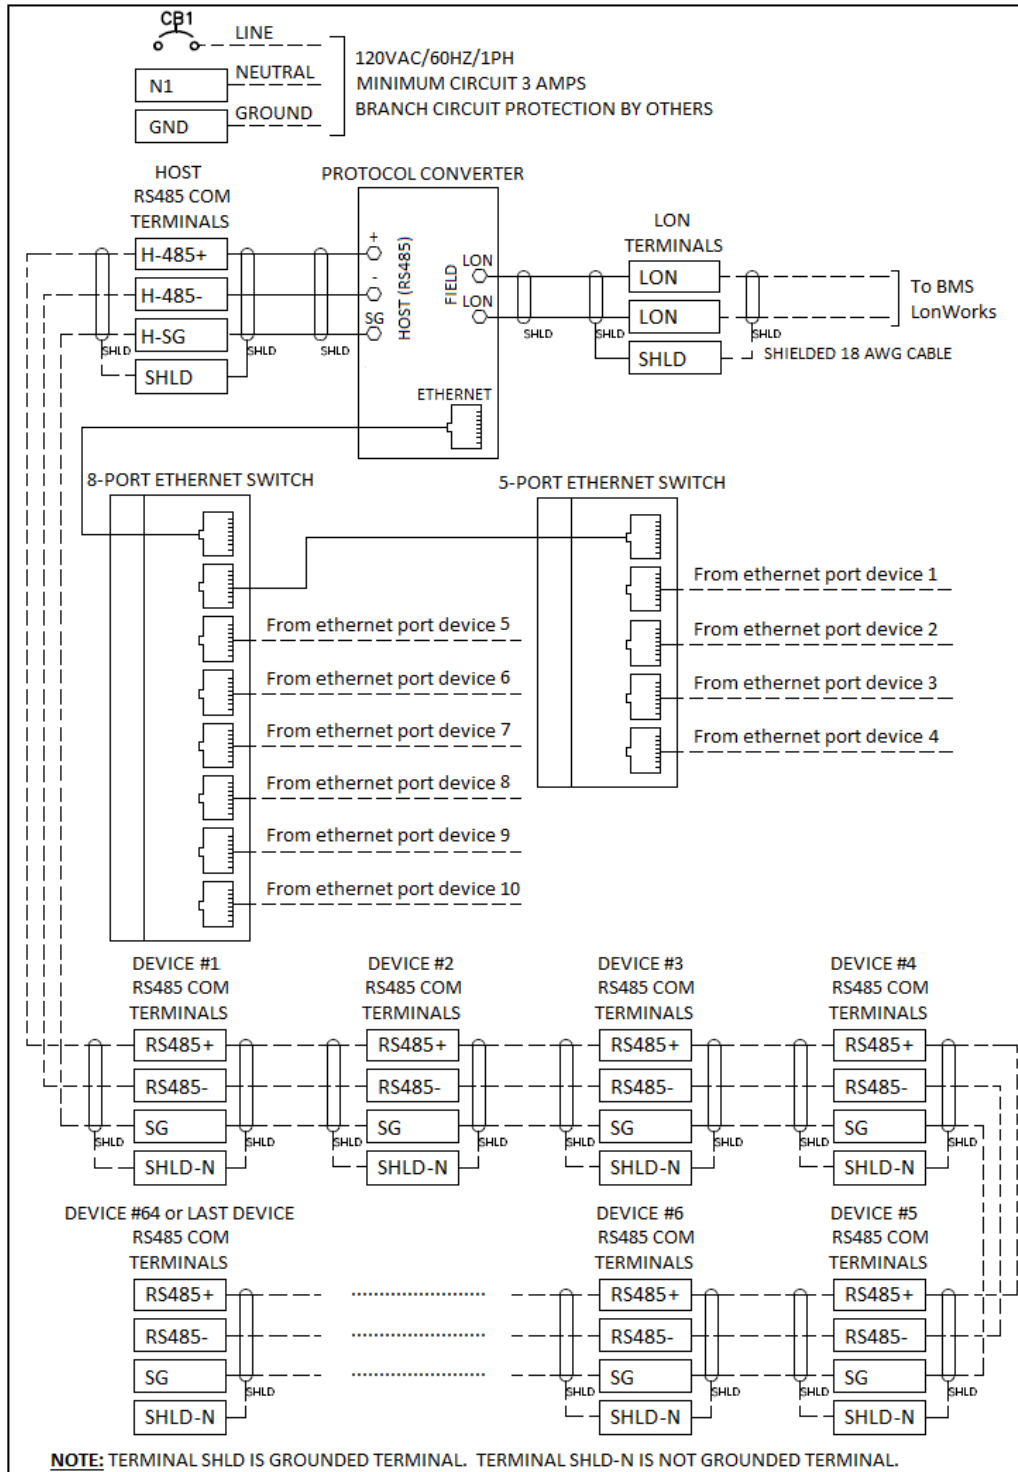 CB1
LINE
NEUTRAL
N1
GROUND
GND
120VAC/60HZ/1PH
MINIMUM CIRCUIT 3 AMPS
BRANCH CIRCUIT PROTECTION BY OTHERS
HOST
RS485 COM
TERMINALS
H-485+
H-485-
H-SG
SHLD
SHLD
SHLD
SHLD
PROTOCOL CONVERTER
+
-
SG
HOST (RS485)
FIELD
LON
LON
ETHERNET
LON
TERMINALS
LON
LON
SHLD
SHLD
SHLD
SHLD
To BMS
LonWorks
SHIELDED 18 AWG CABLE
8-PORT ETHERNET SWITCH
From ethernet port device 5
From ethernet port device 6
From ethernet port device 7
From ethernet port device 8
From ethernet port device 9
From ethernet port device 10
5-PORT ETHERNET SWITCH
From ethernet port device 1
From ethernet port device 2
From ethernet port device 3
From ethernet port device 4
DEVICE #1
RS485 COM
TERMINALS
RS485+
RS485-
SG
SHLD-N
SHLD
SHLD
DEVICE #2
RS485 COM
TERMINALS
RS485+
RS485-
SG
SHLD-N
SHLD
SHLD
DEVICE #3
RS485 COM
TERMINALS
RS485+
RS485-
SG
SHLD-N
SHLD
SHLD
DEVICE #4
RS485 COM
TERMINALS
RS485+
RS485-
SG
SHLD-N
SHLD
SHLD
DEVICE #64 or LAST DEVICE
RS485 COM
TERMINALS
RS485+
RS485-
SG
SHLD-N
SHLD
DEVICE #6
RS485 COM
TERMINALS
RS485+
RS485-
SG
SHLD-N
SHLD
SHLD
DEVICE #5
RS485 COM
TERMINALS
RS485+
RS485-
SG
SHLD-N
SHLD
SHLD
NOTE: TERMINAL SHLD IS GROUNDED TERMINAL. TERMINAL SHLD-N IS NOT GROUNDED TERMINAL.